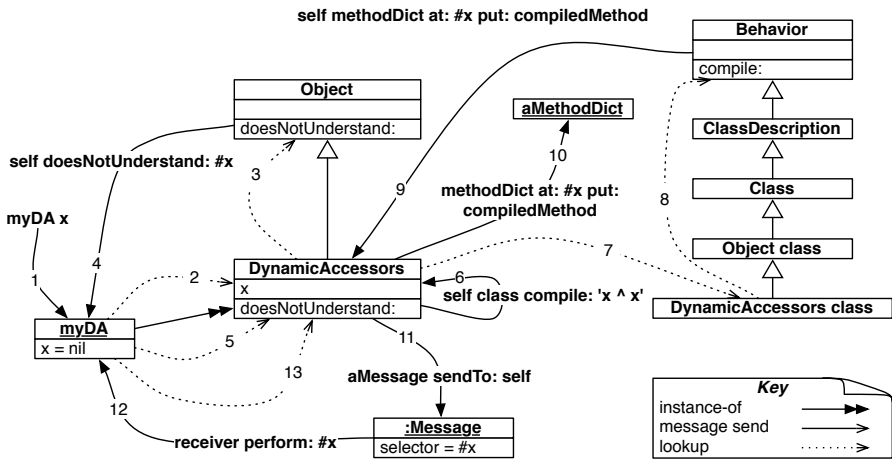 self methodDict at: #x put: compiledMethod
Behavior
compile:
Object
doesNotUnderstand:
aMethodDict
ClassDescription
self doesNotUnderstand: #x
3
10
9
methodDict at: #x put:
compiledMethod
8
Class
myDA x
Object class
7
1
4
2
DynamicAccessors
x
doesNotUnderstand:
6
self class compile: 'x ^ x'
DynamicAccessors class
myDA
x = nil
5
11
13
aMessage sendTo: self
12
receiver perform: #x
:Message
selector = #x
Key
instance-of
message send
lookup